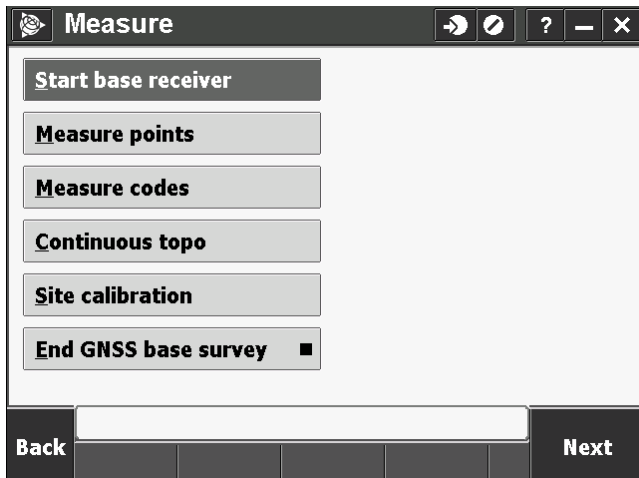 Measure
?
Start base receiver
Measure points
Measure codes
Continuous topo
Site calibration
End GNSS base survey
Back
Next